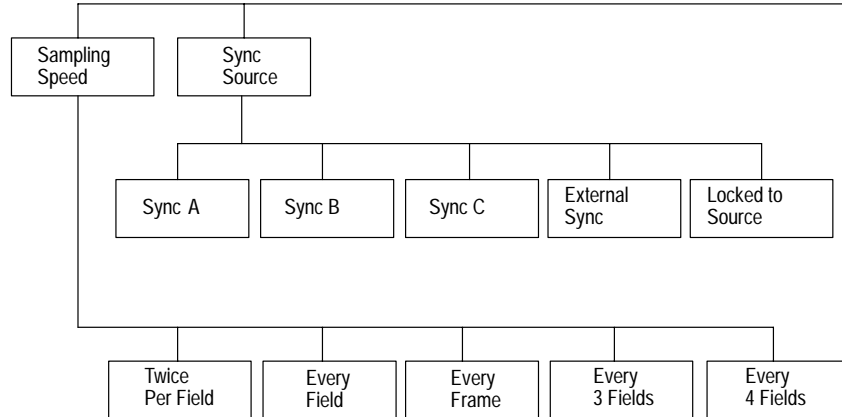 Sampling
Speed
Sync
Source
Sync A
Sync B
Sync C
External
Sync
Locked to
Source
Twice
Per Field
Every
Field
Every
Frame
Every
3 Fields
Every
4 Fields